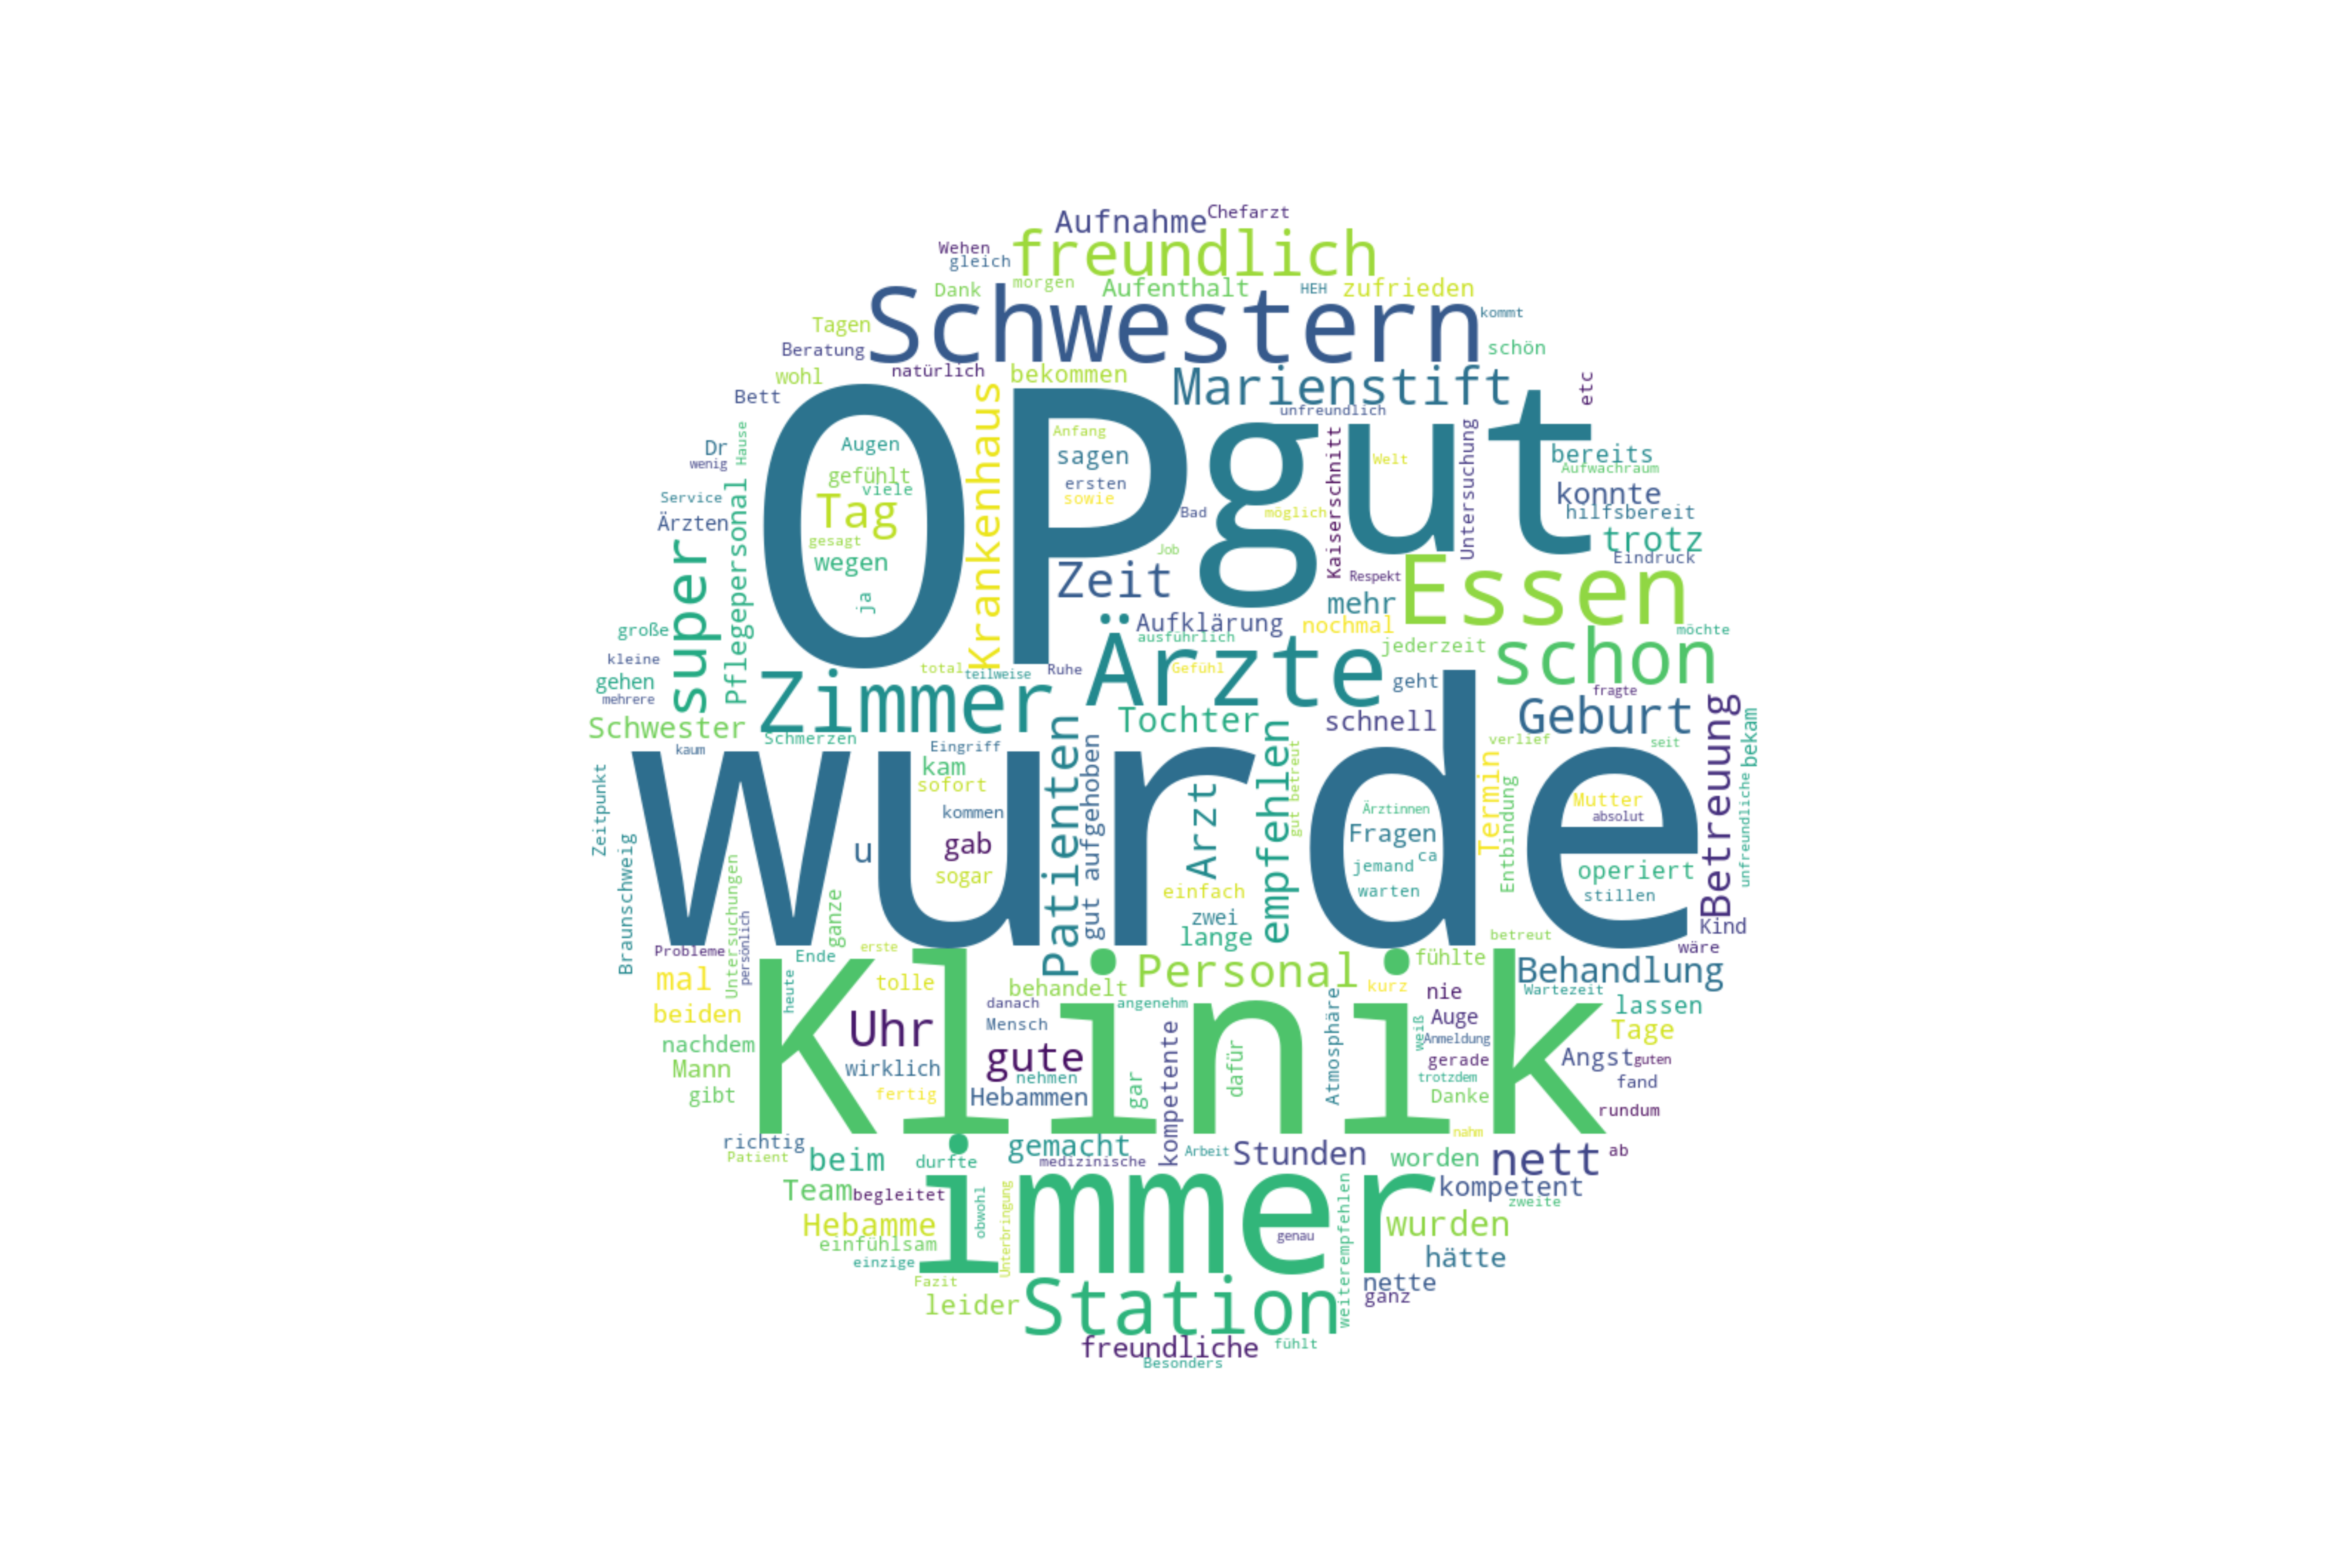 Aufnahme Chefarzt
Wehen freundlich
gleich
Dank morgen Aufenthalt HEH zufrieden
Schwestern kommt
Tagen
Beratung schön
natürlich bekommen Marienstift
wohl etc
Bett unfreundlich
OP gut
Krankenhaus
Kaiserschnitt
Untersuchung
Augen Anfang
Dr sagen Welt bereits
wenig Hause Aufwachraum
gefühlt ersten konnte
viele sowie
Service
Tag Bad möglich hilfsbereit
Ärzten
Pflegepersonal
gesagt Job trotz
wegen Eindruck
super
Zeit Respekt Essen
ja mehr
Aufklärung nochmal
große ausführlich jederzeit schon möchte
kleine total Ärzte
gehen teilweise Ruhe Gefühl geht
mehrere Zimmer fragte
Schwester Tochter schnell Geburt
Schmerzen Betreuung
bekam
kaum Eingriff verlief seit
wurde
kam
sofort
Patienten
gut aufgehoben
empfehlen
gut betreut
Termin
Entbindung
Zeitpunkt
unfreundliche
Arzt
kommen Ärztinnen Mutter
absolut
u gab Fragen
jemand ca
sogar operiert
einfach warten stillen
Braunschweig
Untersuchungen
persönlich
ganze
zwei
lange Kind
Probleme erste betreut wäre
Ende
Klinik
Personal fühlte Behandlung
mal heute tolle behandelt kurz Wartezeit
danach angenehm nie lassen
beiden Uhr Mensch Auge Tage
Atmosphäre
weiß
nachdem Anmeldung
gute gerade Angst guten
Mann wirklich nehmen trotzdem fand
kompetente
dafür
gar
gibt fertig Hebammen Danke rundum
nahm
richtig beim gemacht Arbeit Stunden nett ab
Patient durfte medizinische worden
immer
Team begleitet kompetent
obwohl
Unterbringung
weiterempfehlen
zweite
Hebamme wurden
einfühlsam genau
einzige hätte
Fazit Station nette
leider ganz
freundliche fühlt
Besonders